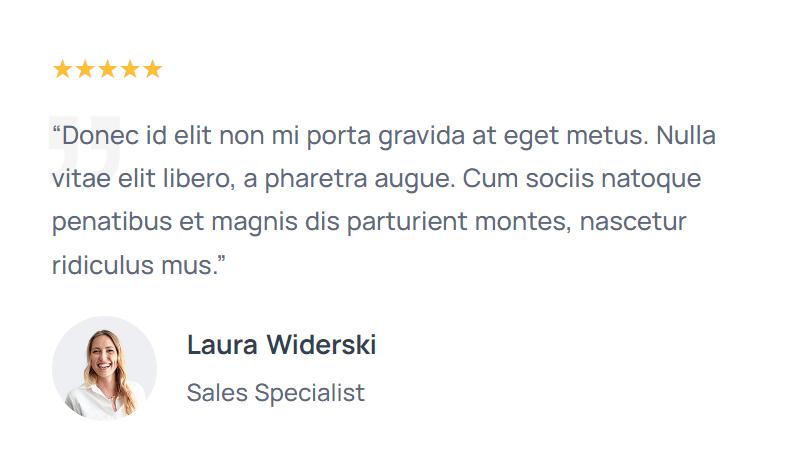 “Donec id elit non mi porta gravida at eget metus. Nulla
vitae elit libero, a pharetra augue. Cum sociis natoque
penatibus et magnis dis parturient montes, nascetur
ridiculus mus.”
Laura Widerski
Sales Specialist